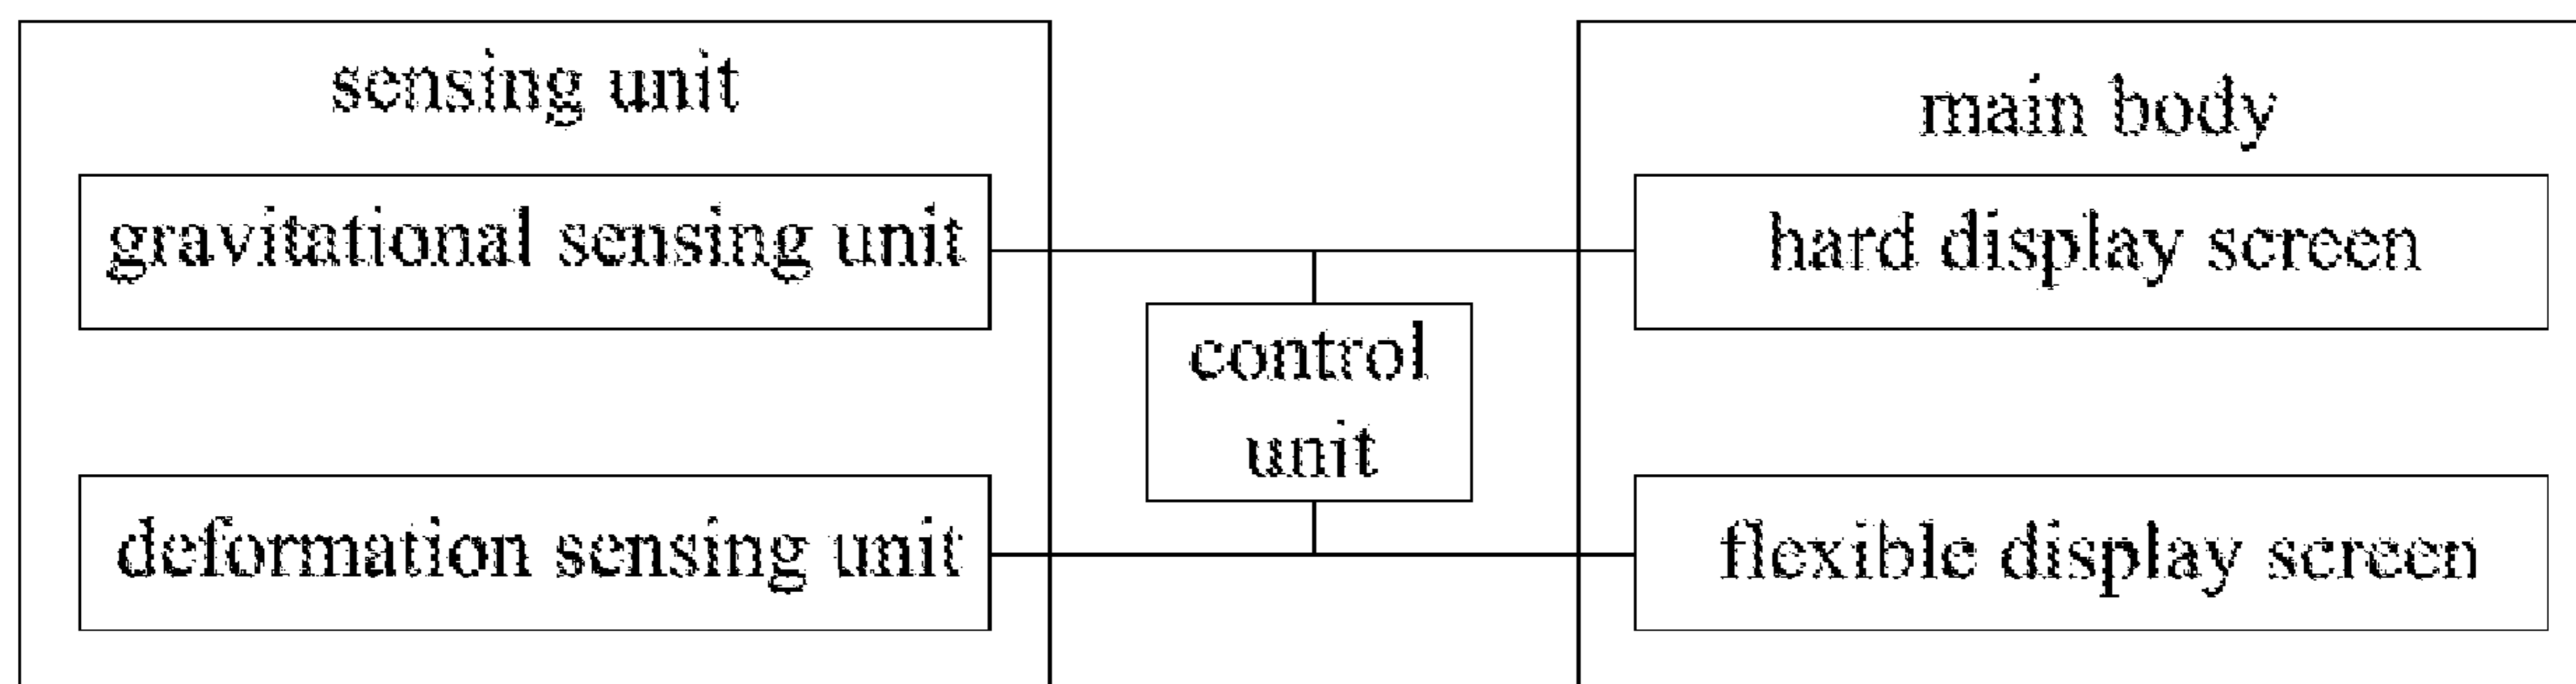 sensing unit
gravitational sensing unit
deformation sensing unit
control
unit
main body
hard display screen
flexible display screen